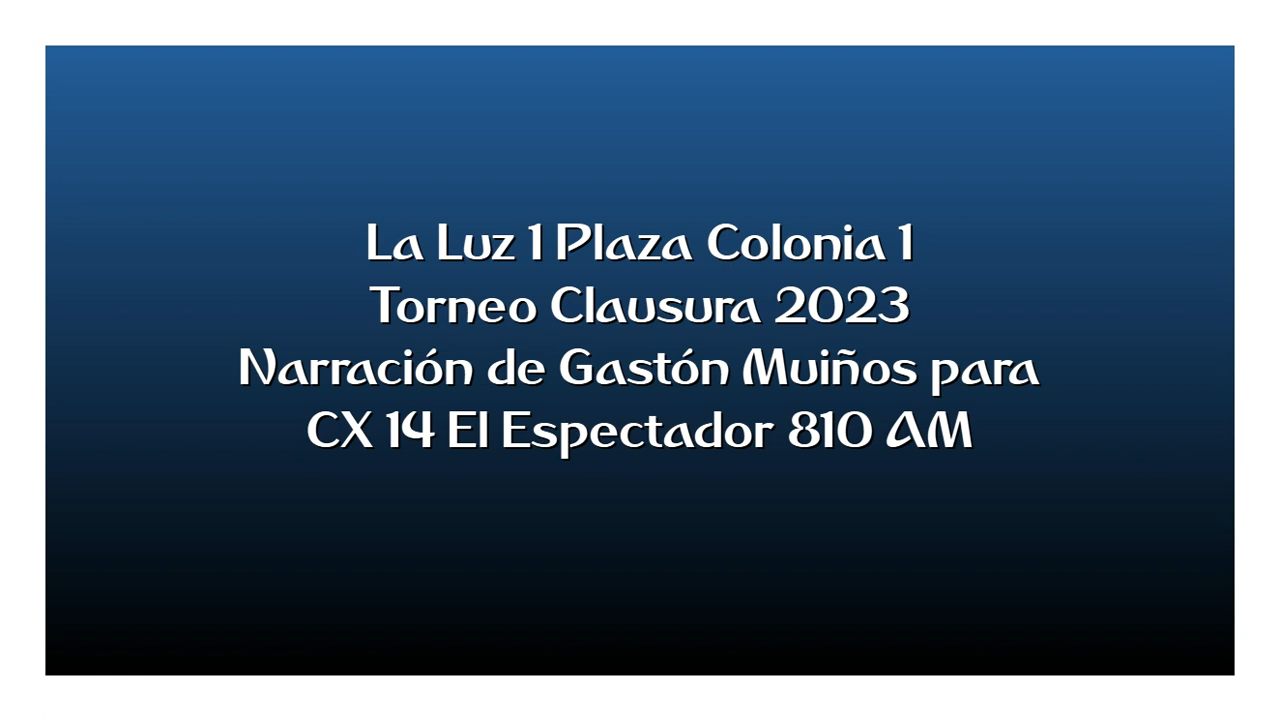 La Luz 1 Plaza Colonia 1
Torneo Clausura 2023
Narración de Gastón Muiños para
CX 14 El Espectador 810 AM